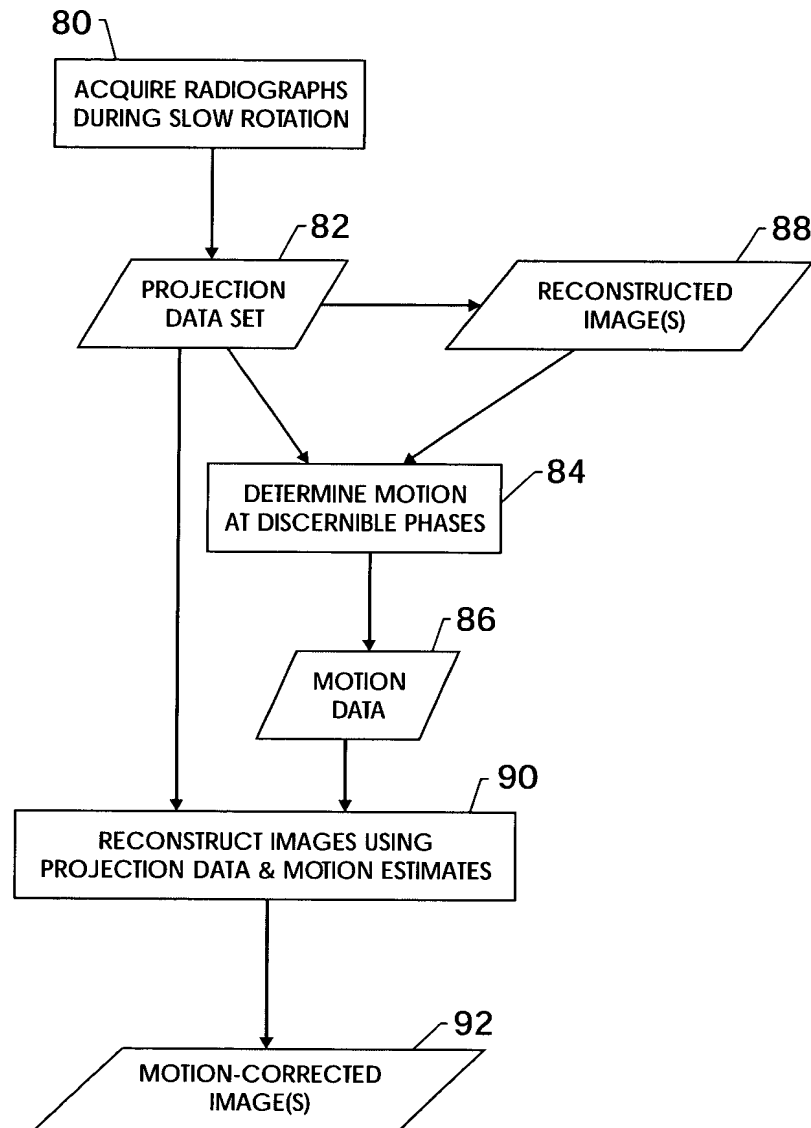 80
ACQUIRE RADIOGRAPHS
DURING SLOW ROTATION
82
PROJECTION
DATA SET
88
RECONSTRUCTED
IMAGE(S)
84
DETERMINE MOTION
AT DISCERNIBLE PHASES
86
MOTION
DATA
90
RECONSTRUCT IMAGES USING
PROJECTION DATA & MOTION ESTIMATES
92
MOTION-CORRECTED
IMAGE(S)